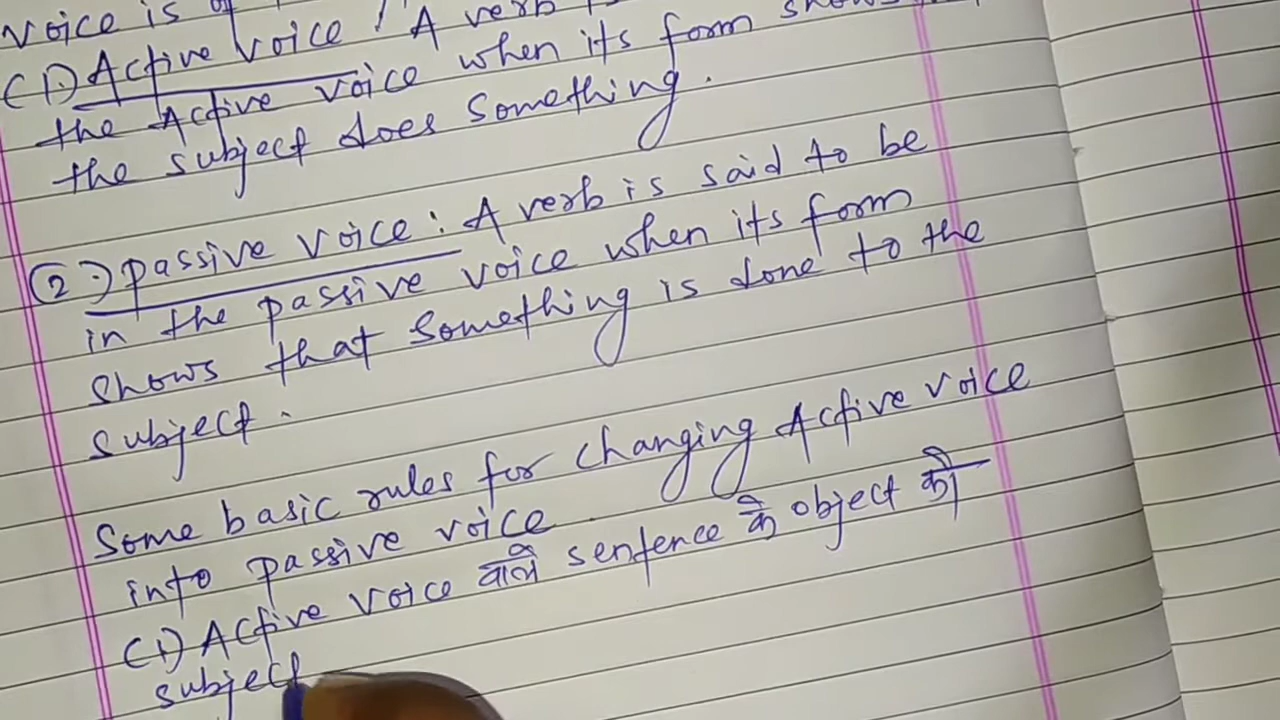 voice is of
(1) Active voice / A verb
the Active voice when its form shows
the subject does something.
(2) passive voice: A verb is said to be
in the passive voice when its form
shows that something is done to the
subject.
Some basic rules for changing Active voice
into passive voice
(1) Active voice वाले sentence के object को
subject